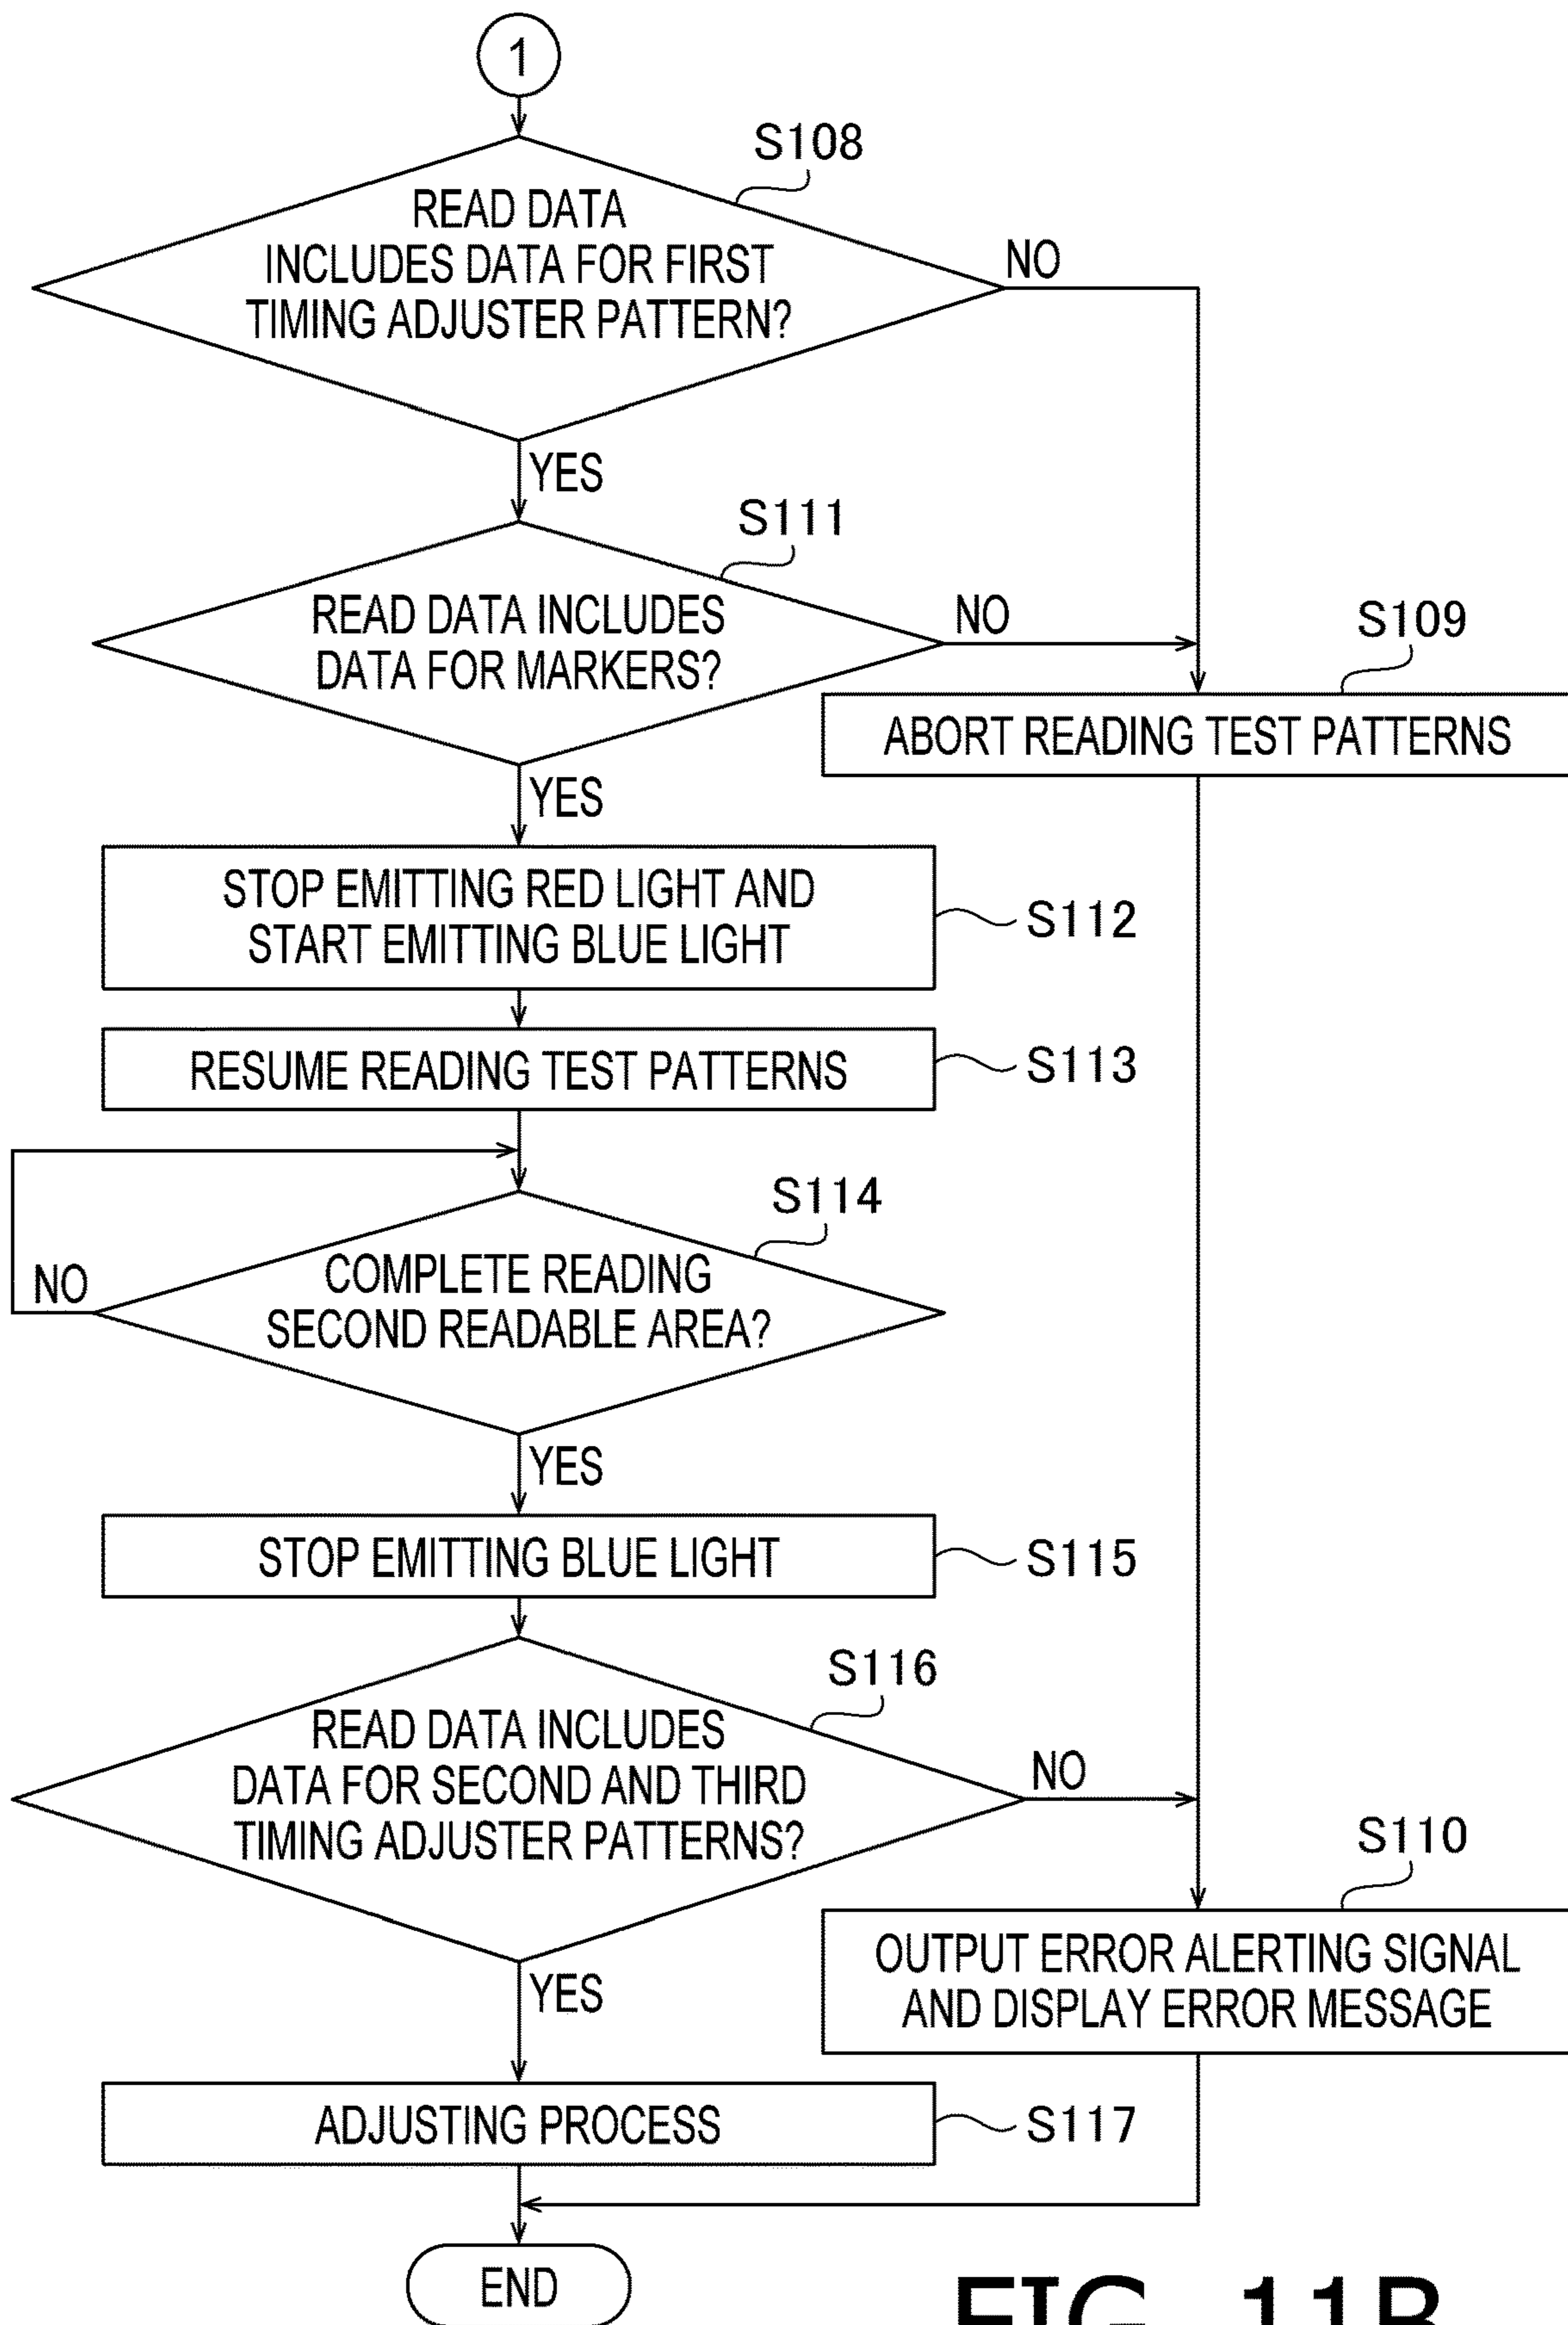 1
S108
READ DATA
INCLUDES DATA FOR FIRST
TIMING ADJUSTER PATTERN?
NO
YES
S111
READ DATA INCLUDES
DATA FOR MARKERS?
NO
S109
ABORT READING TEST PATTERNS
YES
STOP EMITTING RED LIGHT AND
START EMITTING BLUE LIGHT
S112
RESUME READING TEST PATTERNS
S113
S114
COMPLETE READING
SECOND READABLE AREA?
NO
YES
STOP EMITTING BLUE LIGHT
S115
S116
READ DATA INCLUDES
DATA FOR SECOND AND THIRD
TIMING ADJUSTER PATTERNS?
NO
S110
OUTPUT ERROR ALERTING SIGNAL
AND DISPLAY ERROR MESSAGE
YES
ADJUSTING PROCESS
S117
END
FIG. 11B